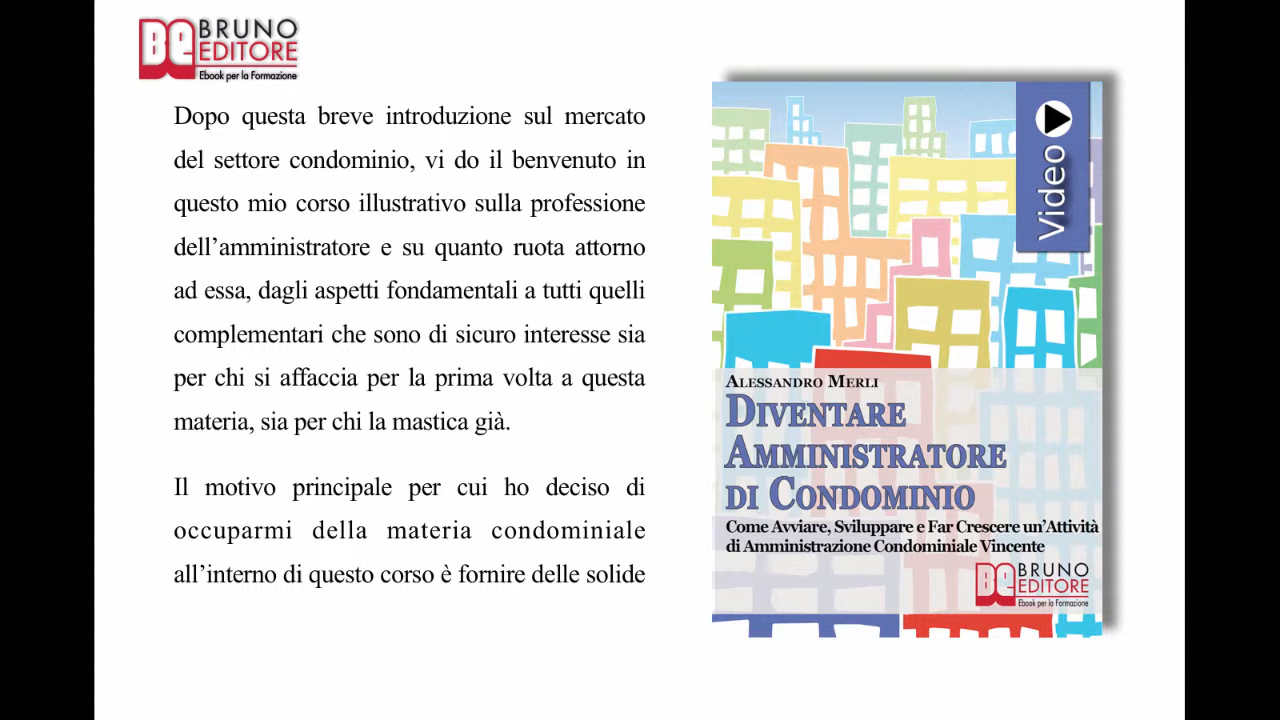 BRUNO
EDITORE
Ebook per la Formazione
Dopo questa breve introduzione sul mercato
del settore condominio, vi do il benvenuto in
questo mio corso illustrativo sulla professione
dell’amministratore e su quanto ruota attorno
ad essa, dagli aspetti fondamentali a tutti quelli
complementari che sono di sicuro interesse sia
per chi si affaccia per la prima volta a questa
materia, sia per chi la mastica già.
Il motivo principale per cui ho deciso di
occuparmi della materia condominiale
all’interno di questo corso è fornire delle solide
Video
ALESSANDRO MERLI
DIVENTARE
AMMINISTRATORE
DI CONDOMINIO
Come Avviare, Sviluppare e Far Crescere un’Attività
di Amministrazione Condominiale Vincente
BRUNO
EDITORE
Ebook per la Formazione